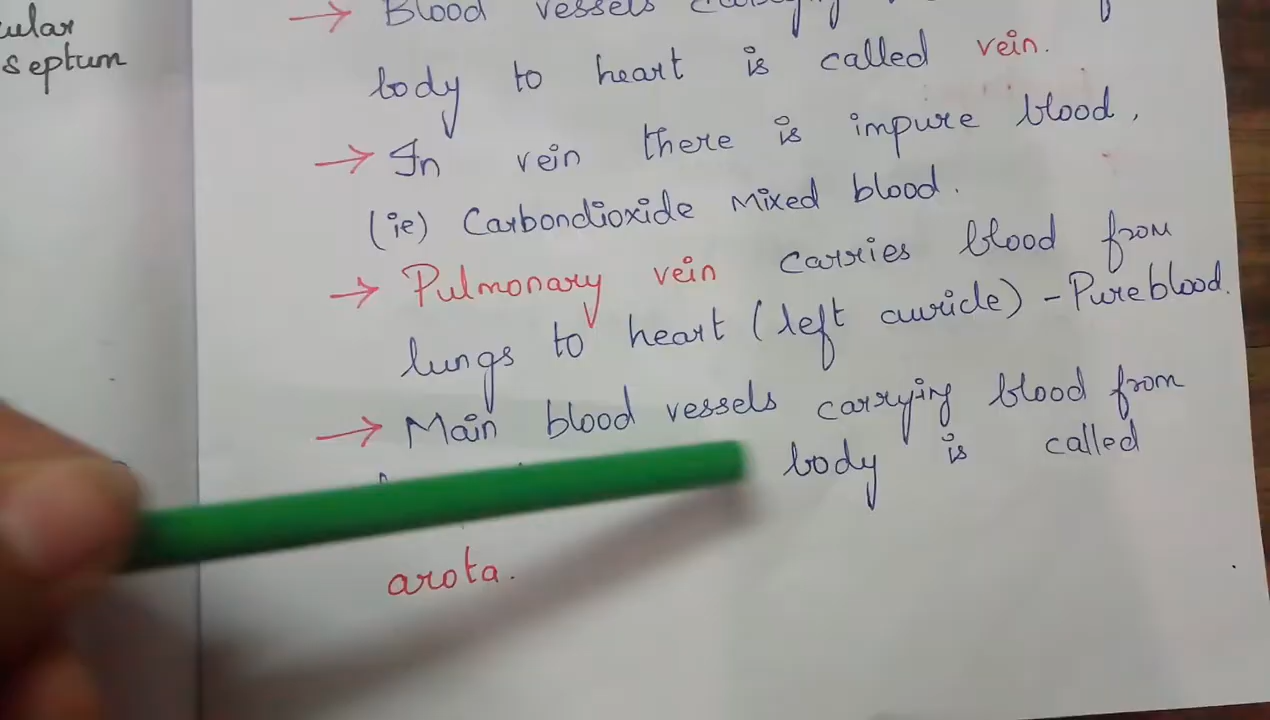 ular
septum
→ Blood vessels
body to heart is called vein.
→ In vein there is impure blood,
(ie) Carbondioxide Mixed blood.
→ Pulmonary vein carries blood from
lungs to heart (left auricle) - Pureblood.
→ Main blood vessels carrying blood from
body is called
arota.